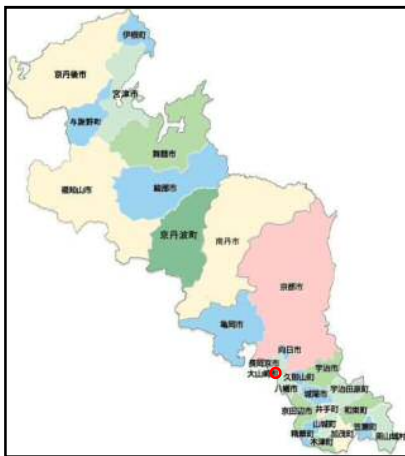 伊根町
京丹後市
宮津市
与謝野町
舞鶴市
福知山市
綾部市
京丹波町
南丹市
京都市
亀岡市
向日市
長岡京市
大山崎町
宇治市
久御山町
八幡市
城陽市
宇治田原町
京田辺市
井手町
和束町
山城町
笠置町
精華町
加茂町
南山城村
木津町